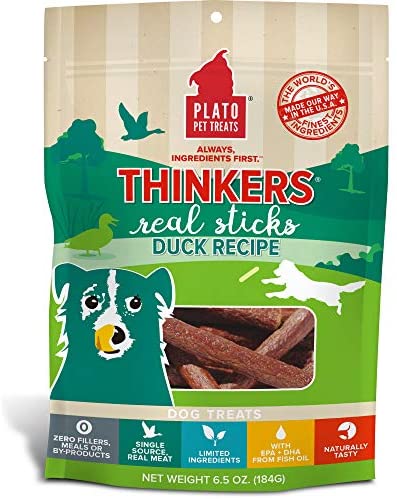 PLATO®
PET TREATS
THE WORLD'S
MADE OUR WAY
IN THE U.S.A.
FINEST
INGREDIENTS
ALWAYS,
INGREDIENTS FIRST.™
THINKERS®
real sticks
DUCK RECIPE
DOG TREATS
0
ZERO FILLERS,
MEALS OR
BY-PRODUCTS
SINGLE
SOURCE,
REAL MEAT
LIMITED
INGREDIENTS
WITH
EPA + DHA
FROM FISH OIL
NATURALLY
TASTY
NET WEIGHT 6.5 OZ. (184G)